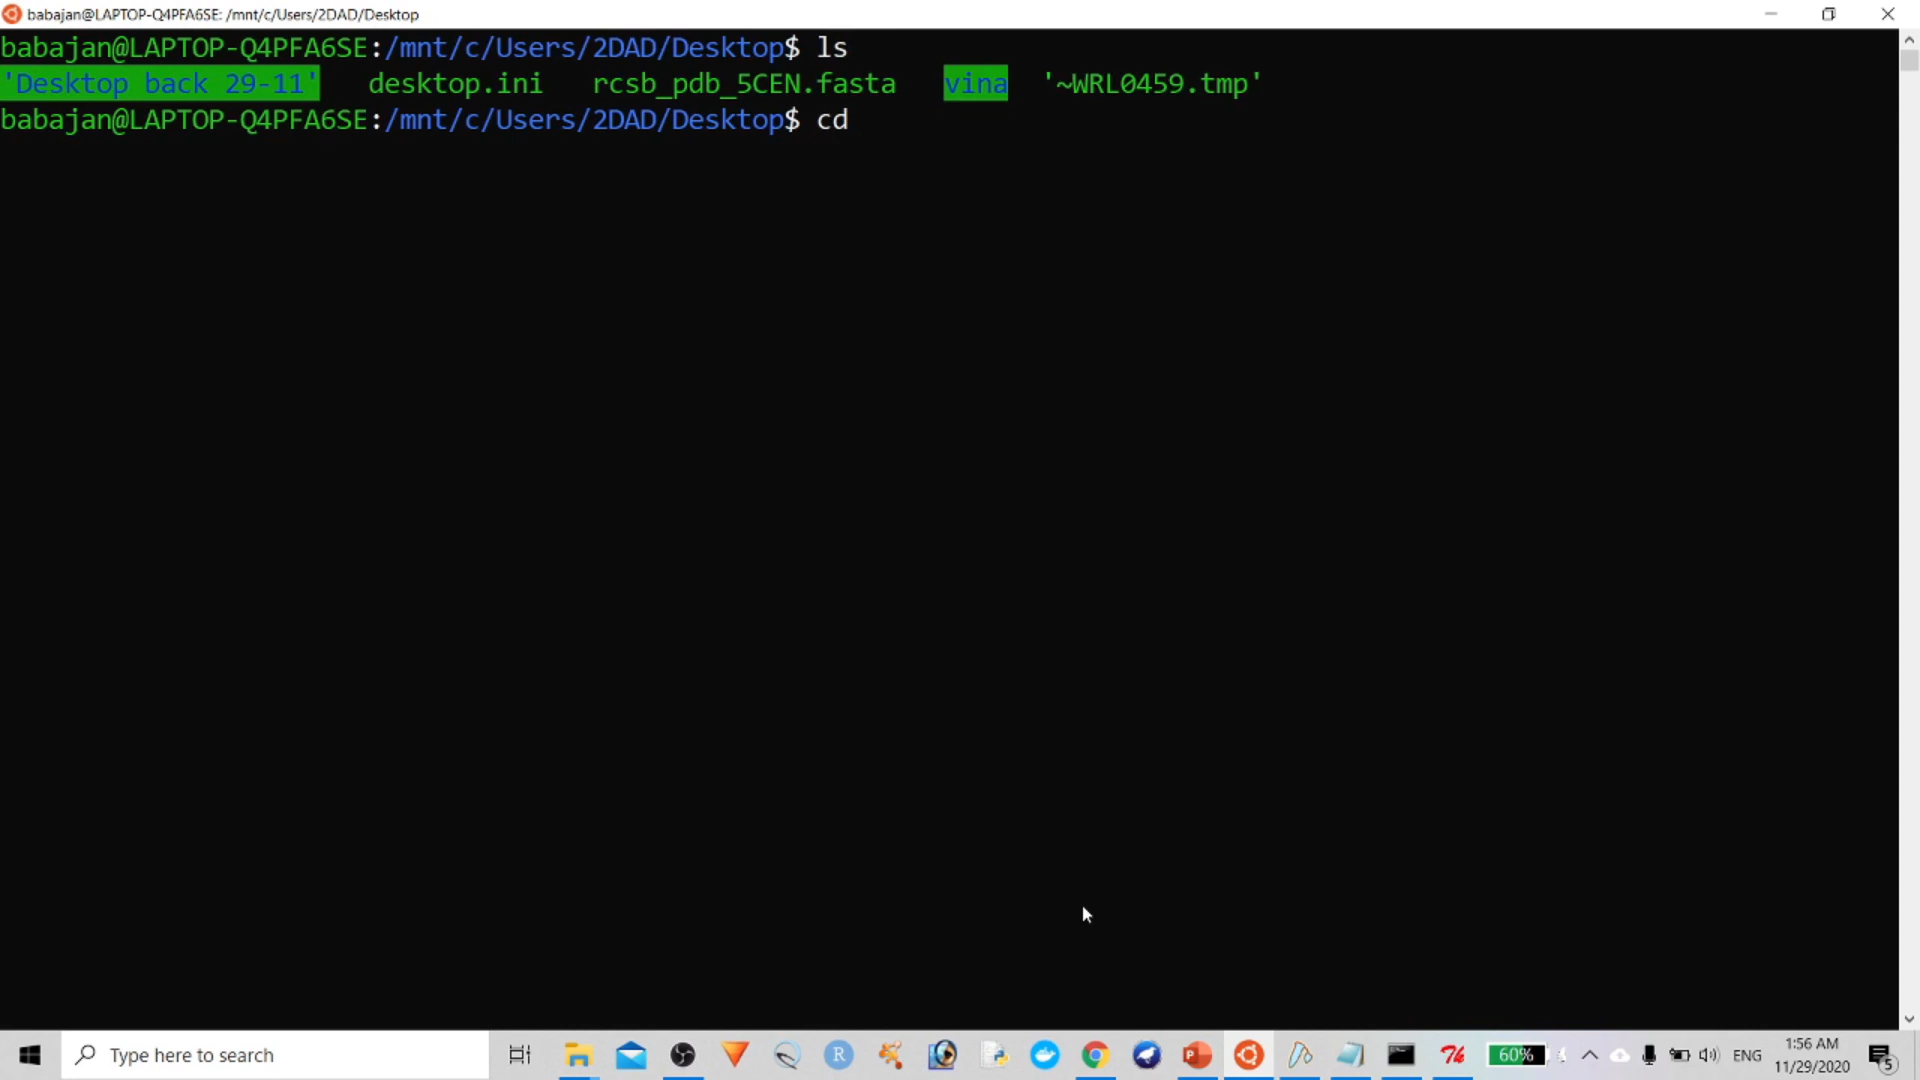 babajan@LAPTOP-Q4PFA6SE: /mnt/c/Users/2DAD/Desktop
babajan@LAPTOP-Q4PFA6SE:/mnt/c/Users/2DAD/Desktop$ ls
'Desktop back 29-11'   desktop.ini   rcsb_pdb_5CEN.fasta   vina  '~WRL0459.tmp'
babajan@LAPTOP-Q4PFA6SE:/mnt/c/Users/2DAD/Desktop$ cd
Type here to search
R
P
7%
60%
ENG
1:56 AM
11/29/2020
5